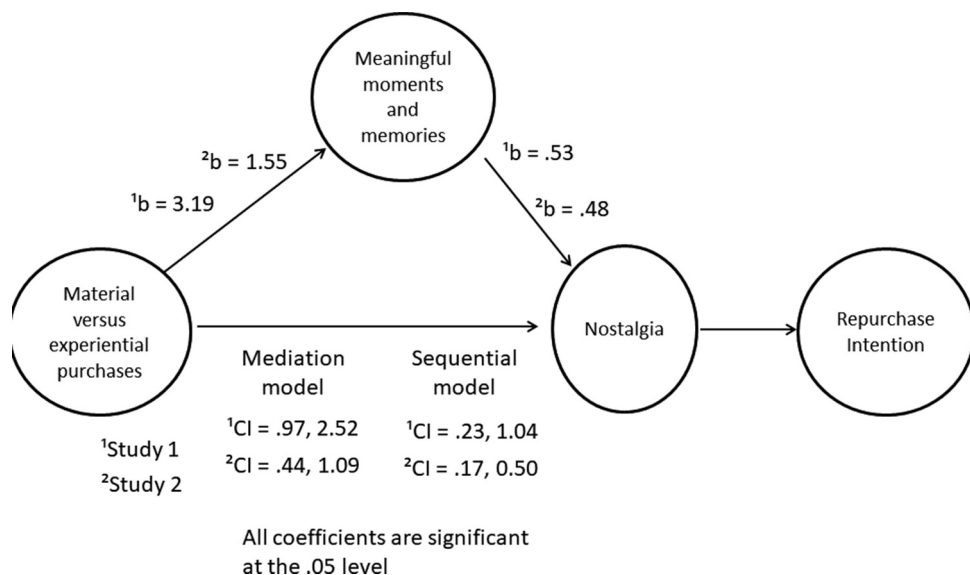 Meaningful
moments
and
memories
²b = 1.55
¹b = .53
¹b = 3.19
²b = .48
Material
versus
experiential
purchases
Nostalgia
Repurchase
Intention
Mediation
model
Sequential
model
¹CI = .97, 2.52
¹CI = .23, 1.04
²CI = .44, 1.09
²CI = .17, 0.50
¹Study 1
²Study 2
All coefficients are significant
at the .05 level